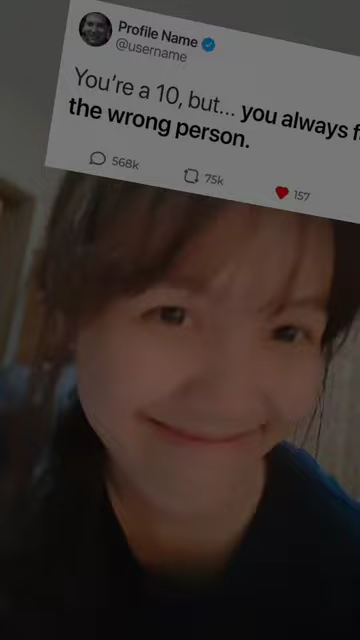 Profile Name
@username
You're a 10, but... you always
the wrong person.
568k 75k 157